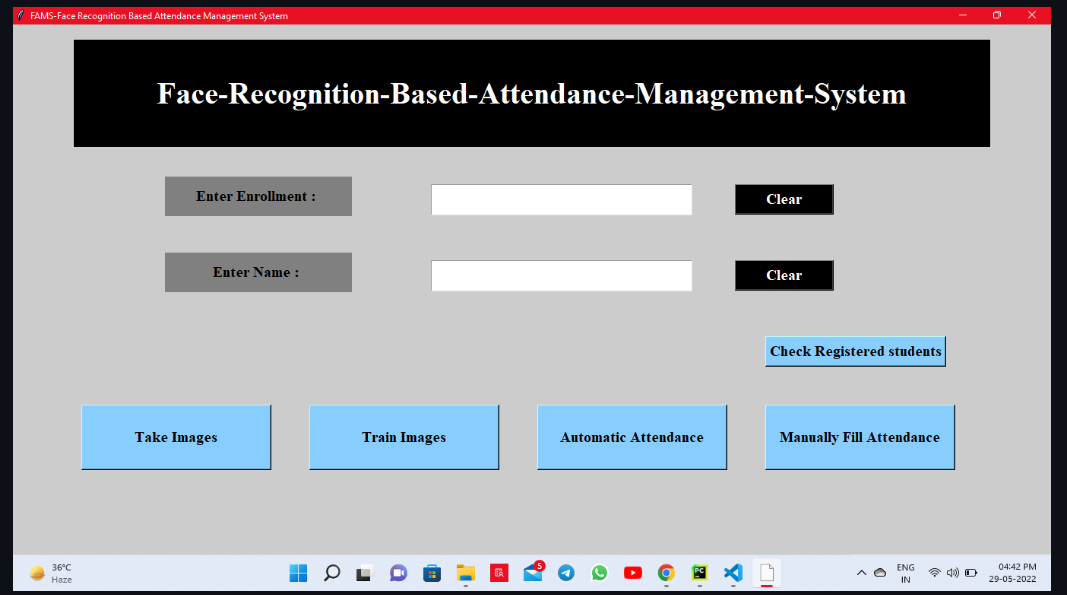 FAMS-Face Recognition Based Attendance Management System
Face-Recognition-Based-Attendance-Management-System
Enter Enrollment :
Clear
Enter Name :
Clear
Check Registered students
Take Images
Train Images
Automatic Attendance
Manually Fill Attendance
36°C
Haze
5
PC
ENG
IN
04:42 PM
29-05-2022